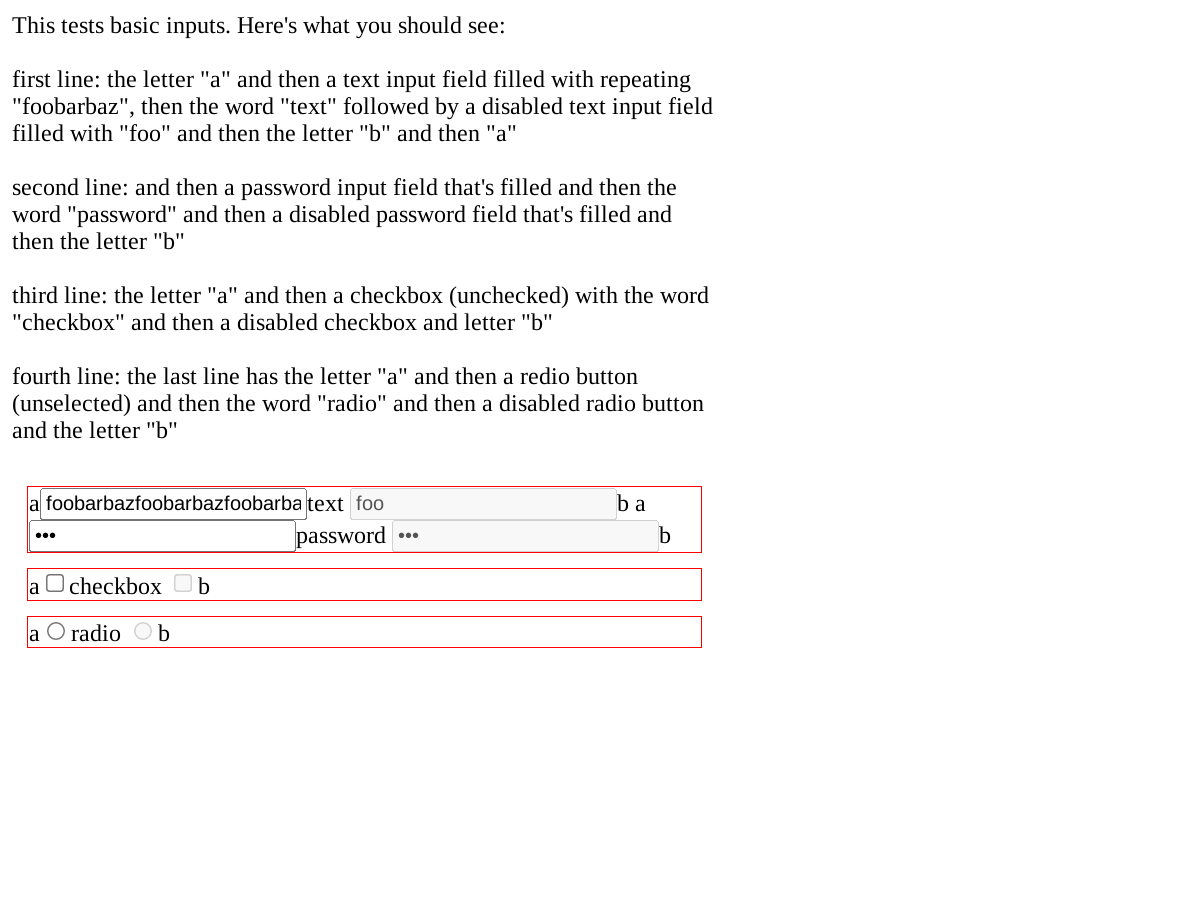 This tests basic inputs. Here's what you should see:
first line: the letter "a" and then a text input field filled with repeating
"foobarbaz", then the word "text" followed by a disabled text input field
filled with "foo" and then the letter "b" and then "a"
second line: and then a password input field that's filled and then the
word "password" and then a disabled password field that's filled and
then the letter "b"
third line: the letter "a" and then a checkbox (unchecked) with the word
"checkbox" and then a disabled checkbox and letter "b"
fourth line: the last line has the letter "a" and then a redio button
(unselected) and then the word "radio" and then a disabled radio button
and the letter "b"
a foobarbazfoobarbazfoobarba text foo b a
••• password ••• b
a checkbox b
a radio b